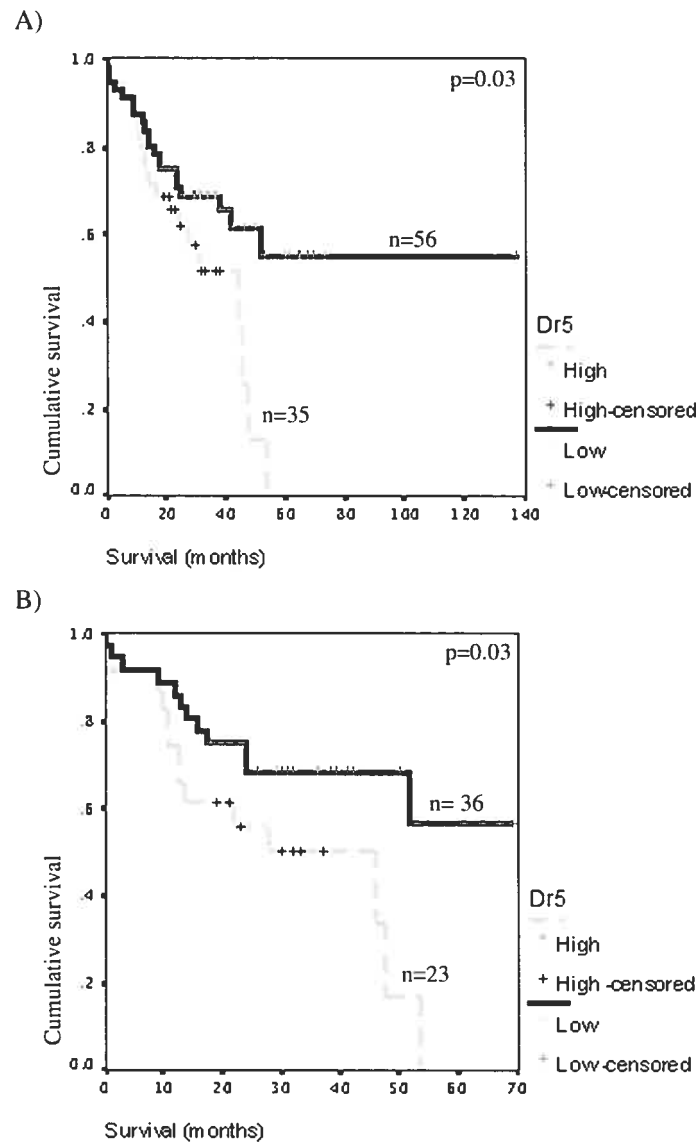 A)
1.0
p=0.03
.8
.6
n=56
.4
Dr5
High
.2
n=35
High-censored
Low
0.0
Low-censored
0 20 40 60 80 100 120 140
Cumulative survival
Survival (months)
B)
1.0
p=0.03
.8
.6
n= 36
.4
Dr5
High
.2
n=23
High -censored
Low
0.0
Low-censored
0 10 20 30 40 50 60 70
Cumulative survival
Survival (months)